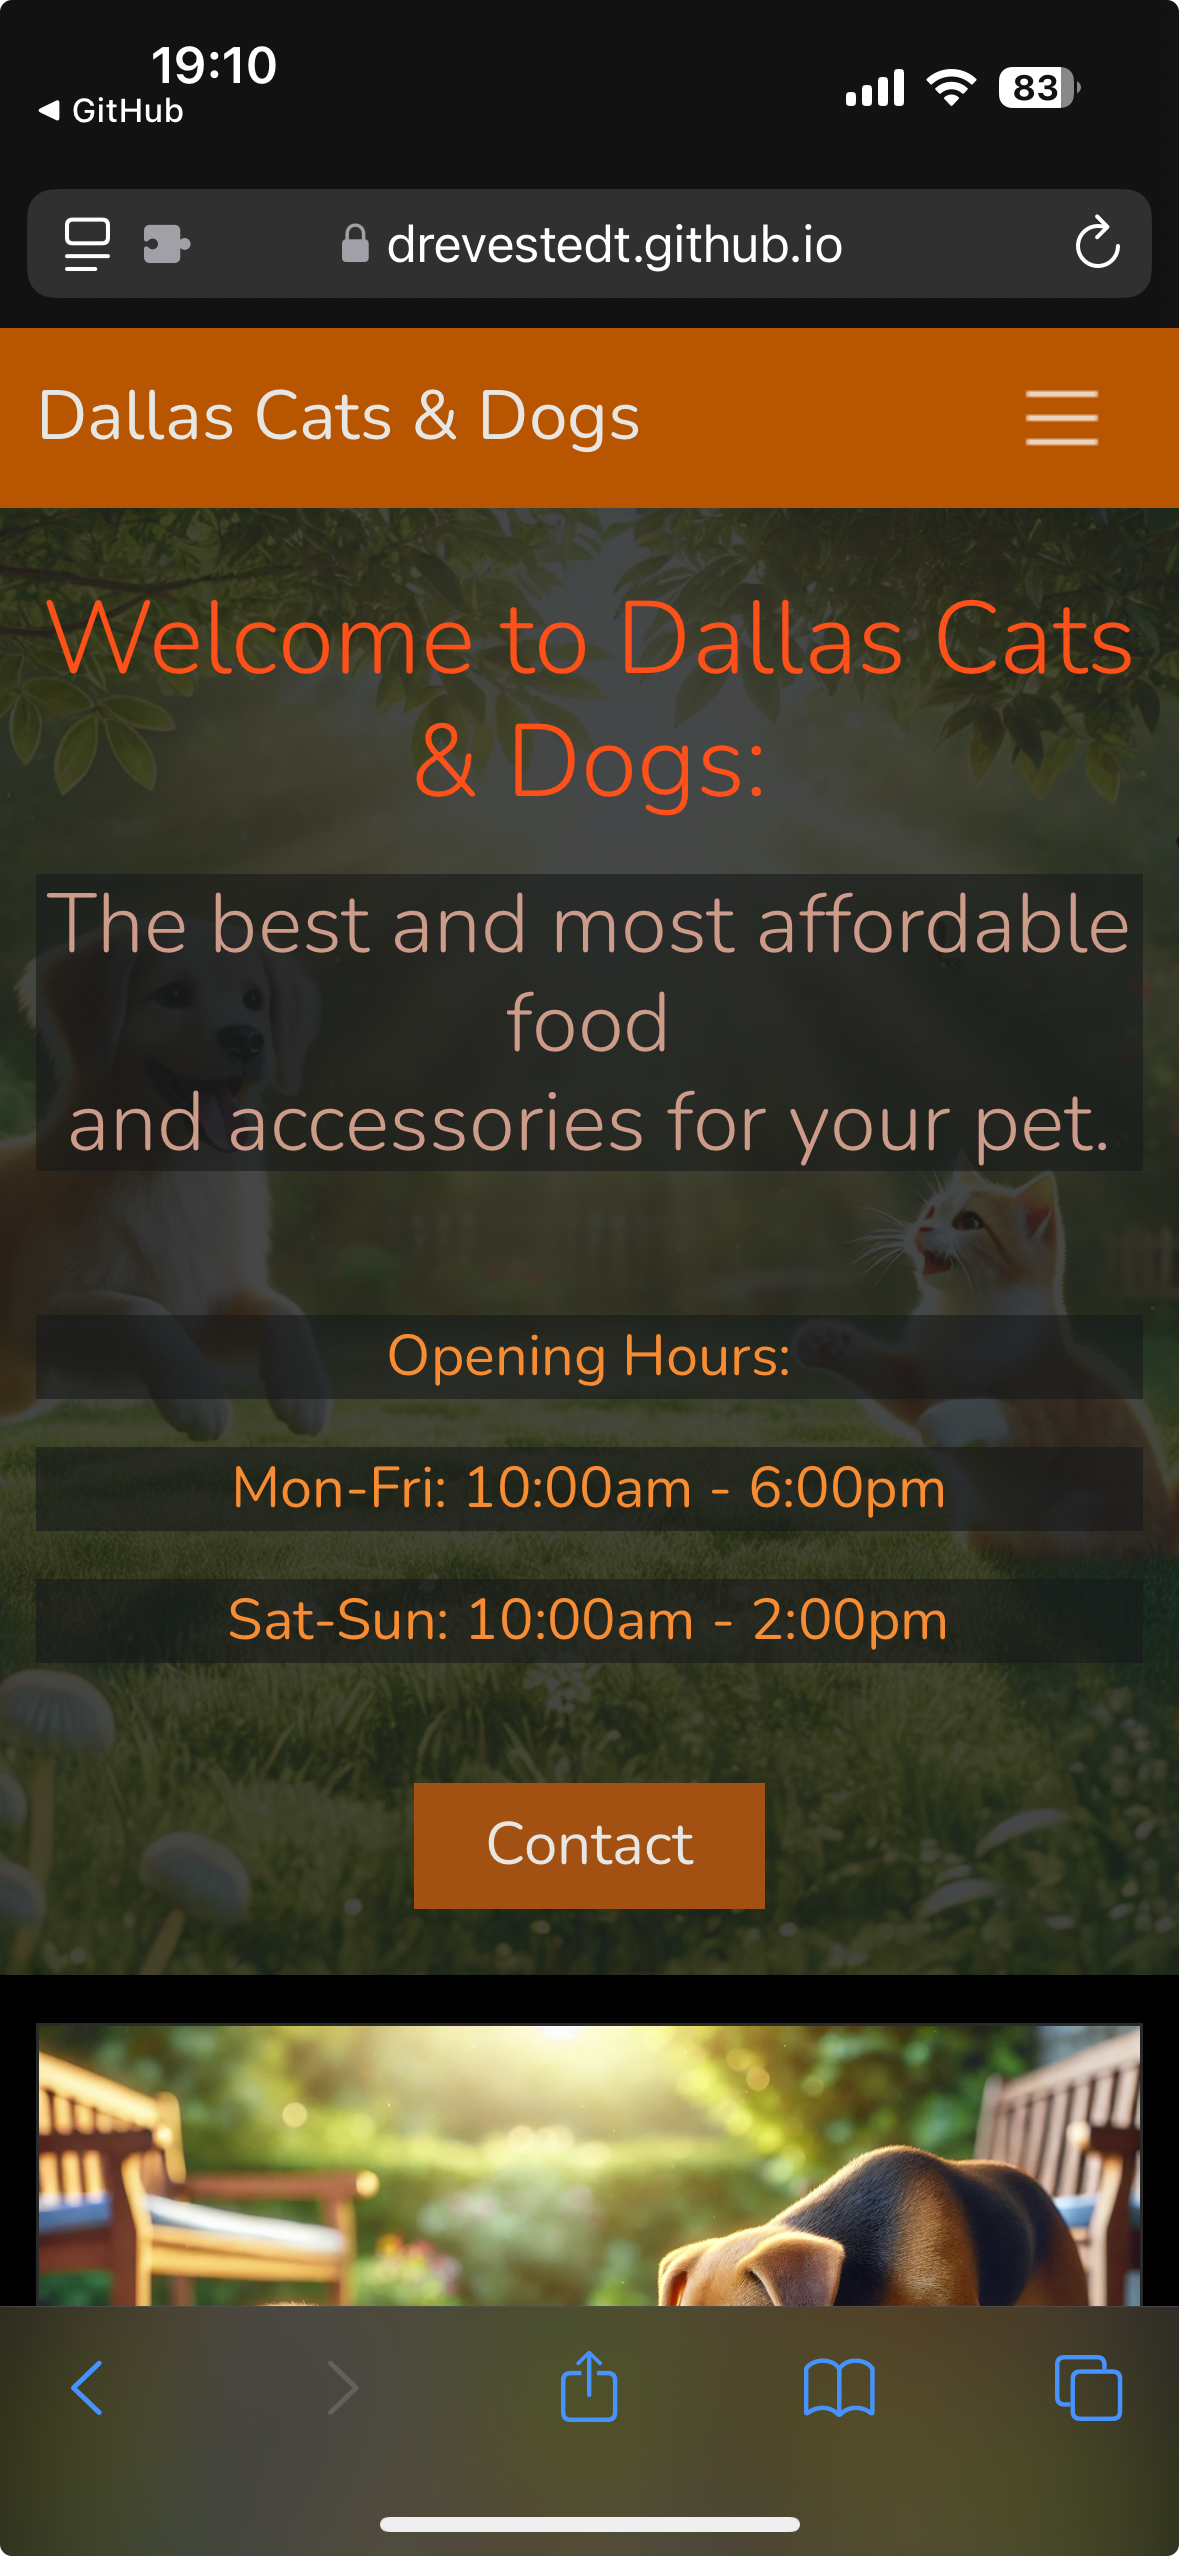 19:10
GitHub
83
drevestedt.github.io
Dallas Cats & Dogs
Welcome to Dallas Cats
& Dogs:
The best and most affordable
food
and accessories for your pet.
Opening Hours:
Mon-Fri: 10:00am - 6:00pm
Sat-Sun: 10:00am - 2:00pm
Contact